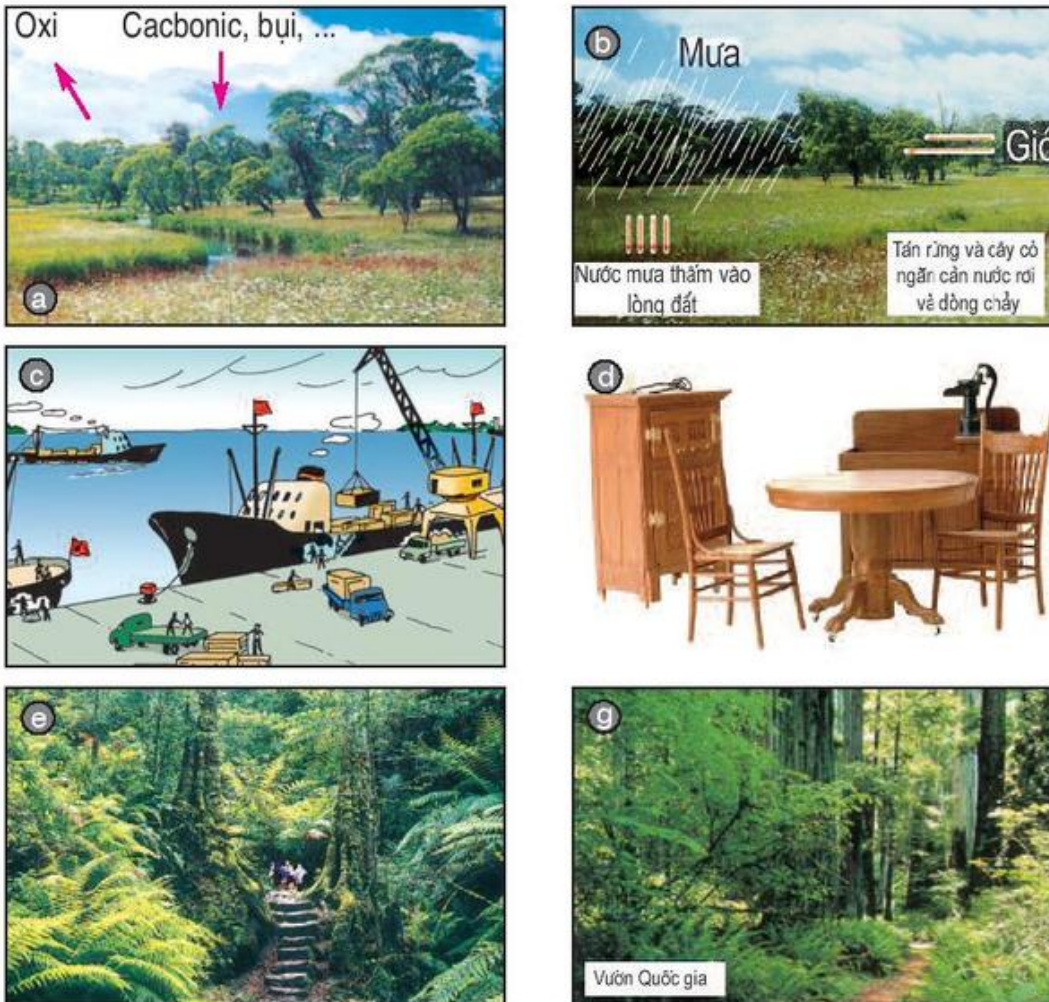 Oxi
Cacbonic, bụi, ...
a
b
Mưa
Gió
Nước mưa thấm vào
lòng đất
Tán rừng và cây cỏ
ngăn cản nước rơi
và dòng chảy
c
d
e
g
Vườn Quốc gia